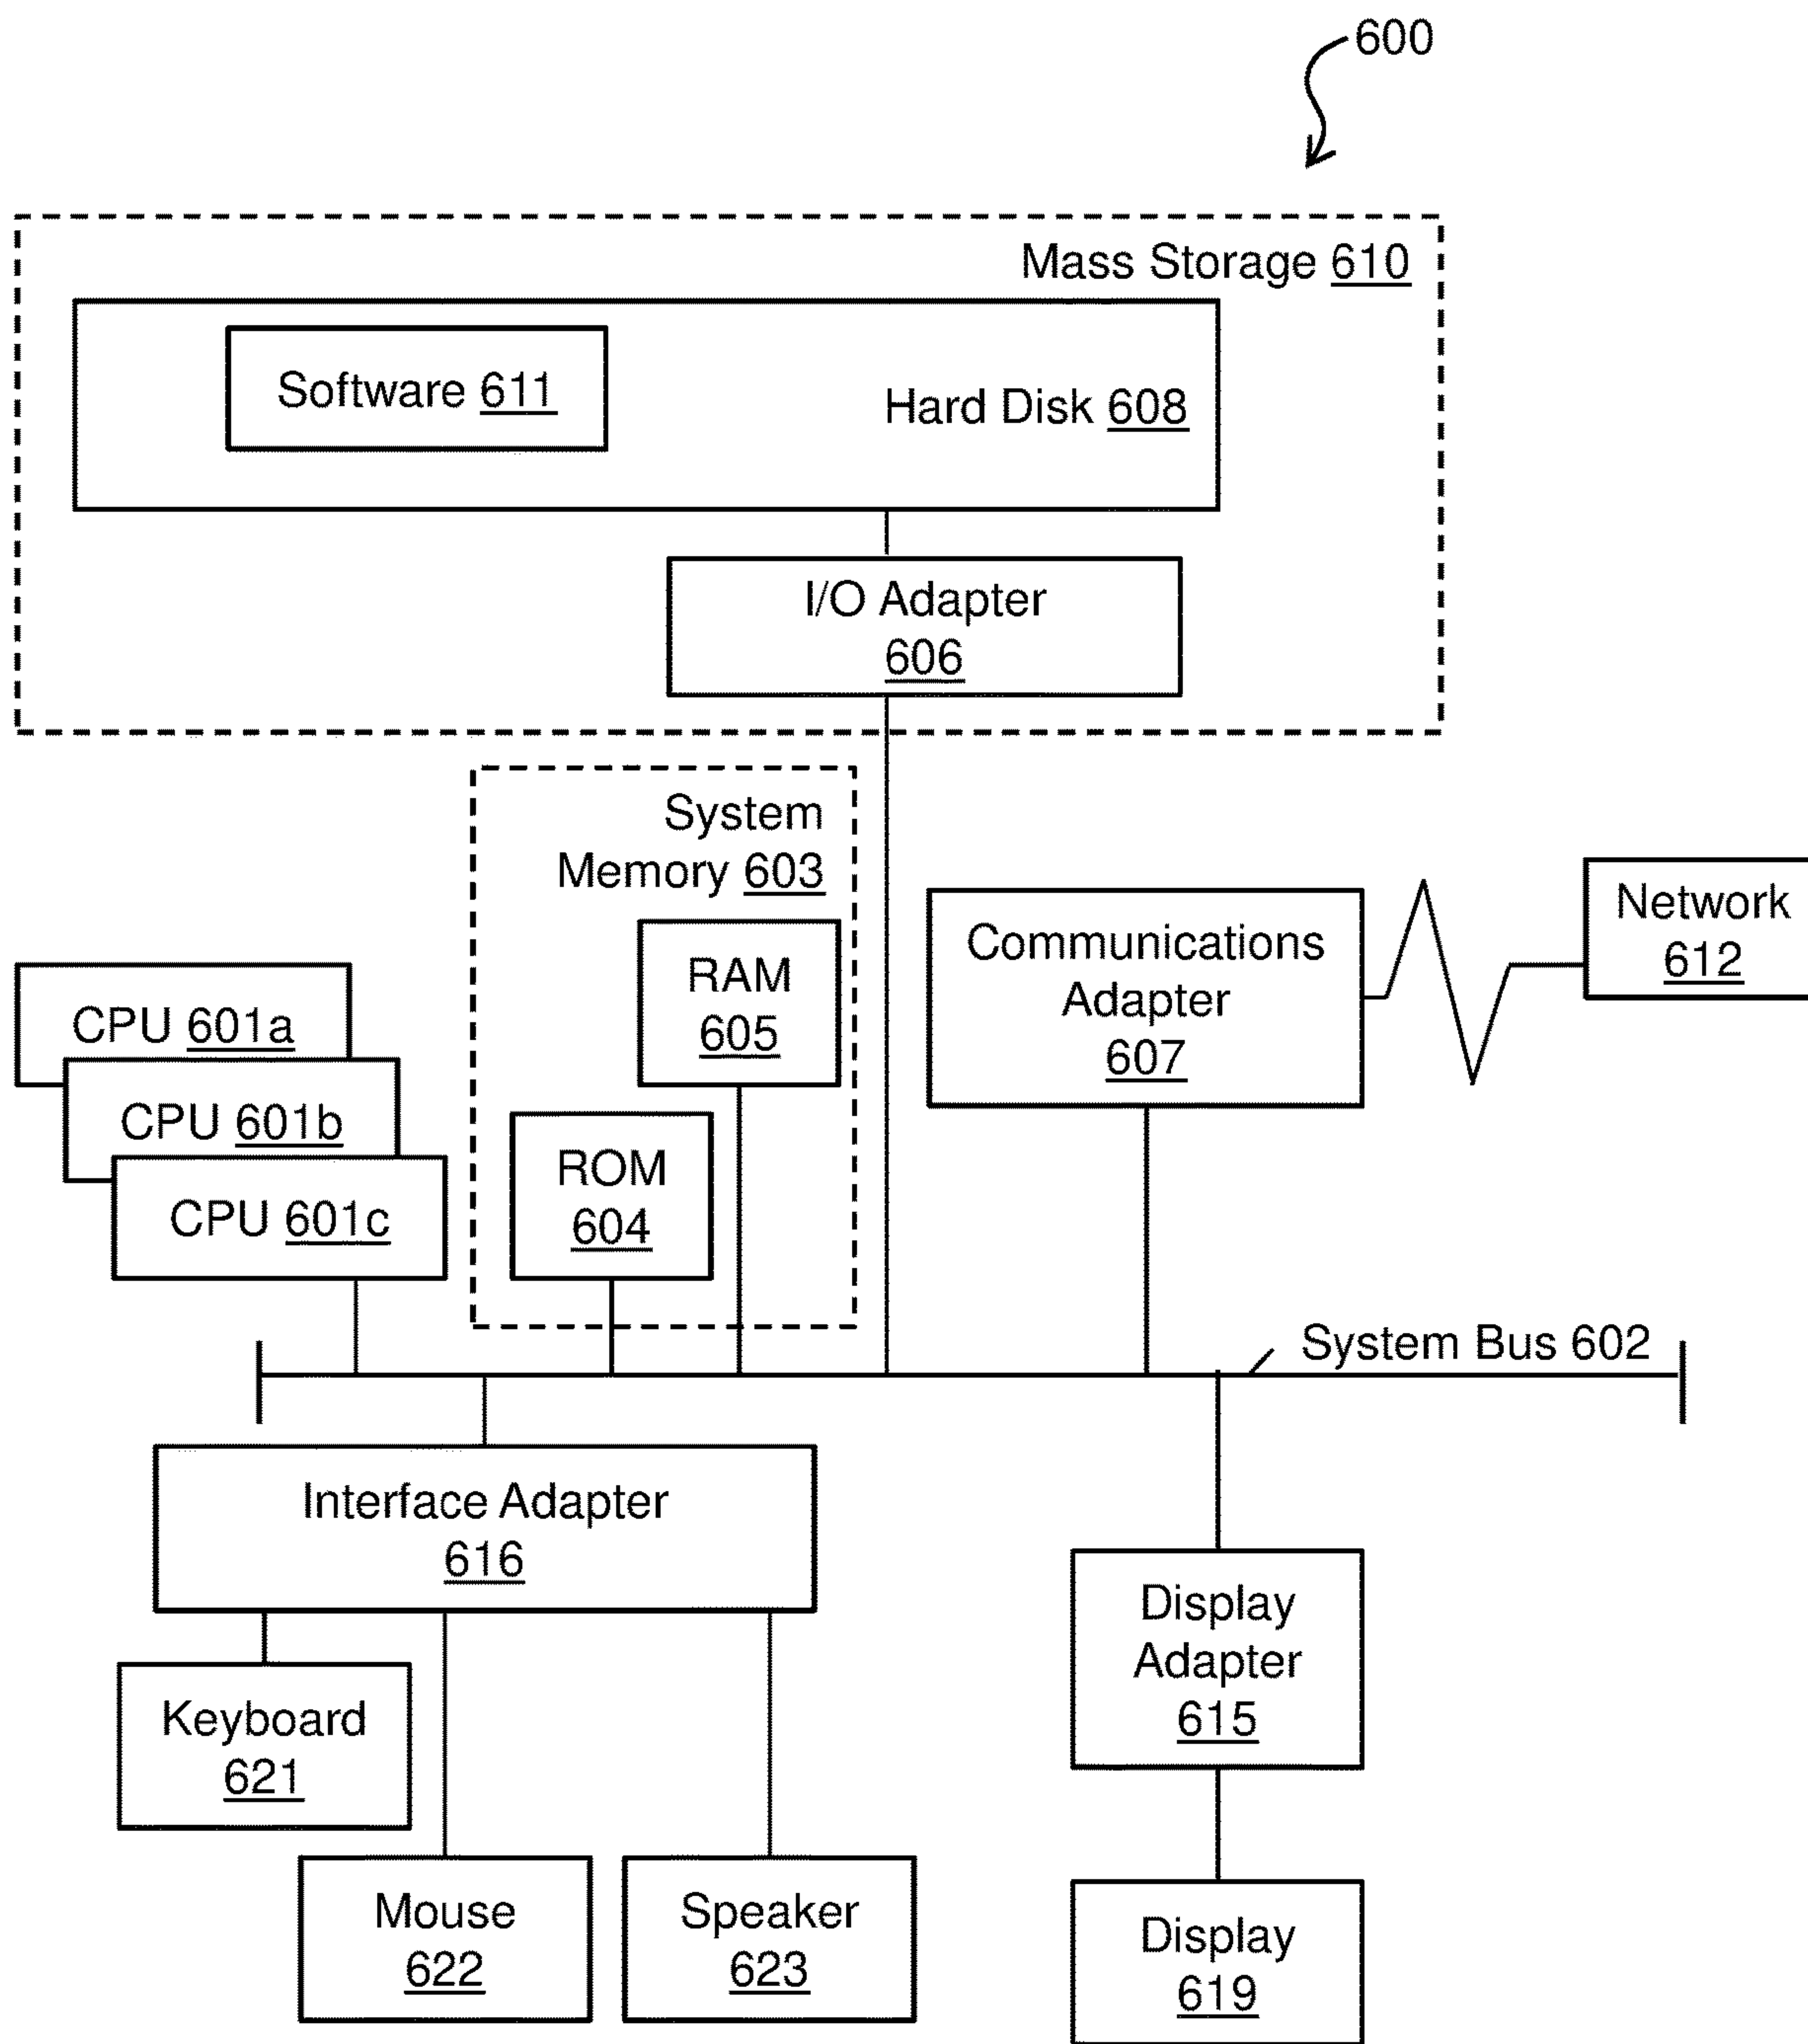 600
Mass Storage 610
Software 611
Hard Disk 608
I/O Adapter
606
System
Memory 603
RAM
605
ROM
604
Communications
Adapter
607
Network
612
CPU 601a
CPU 601b
CPU 601c
System Bus 602
Interface Adapter
616
Keyboard
621
Mouse
622
Speaker
623
Display
Adapter
615
Display
619